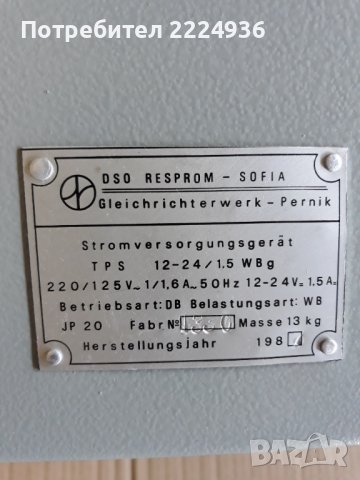 Потребител 2224936
DSO RESPROM – SOFIA
Gleichrichterwerk – Pernik
Stromversorgungsgerät
TPS 12-24/1.5 WBg
220/125V~ 1/1,6A~50Hz 12-24V= 1.5A=
Betriebsart: DB Belastungsart: WB
JP 20 Fabr.№ Masse 13 kg
Herstellungsjahr 198
bazar